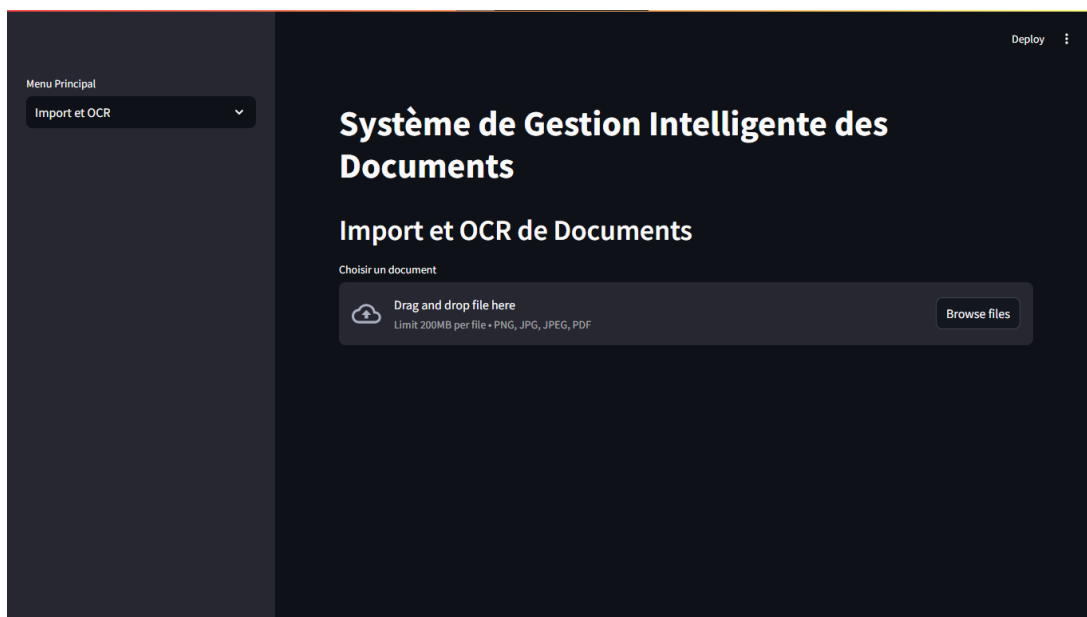 Deploy
Menu Principal
Import et OCR
Système de Gestion Intelligente des
Documents
Import et OCR de Documents
Choisir un document
Drag and drop file here
Limit 200MB per file • PNG, JPG, JPEG, PDF
Browse files